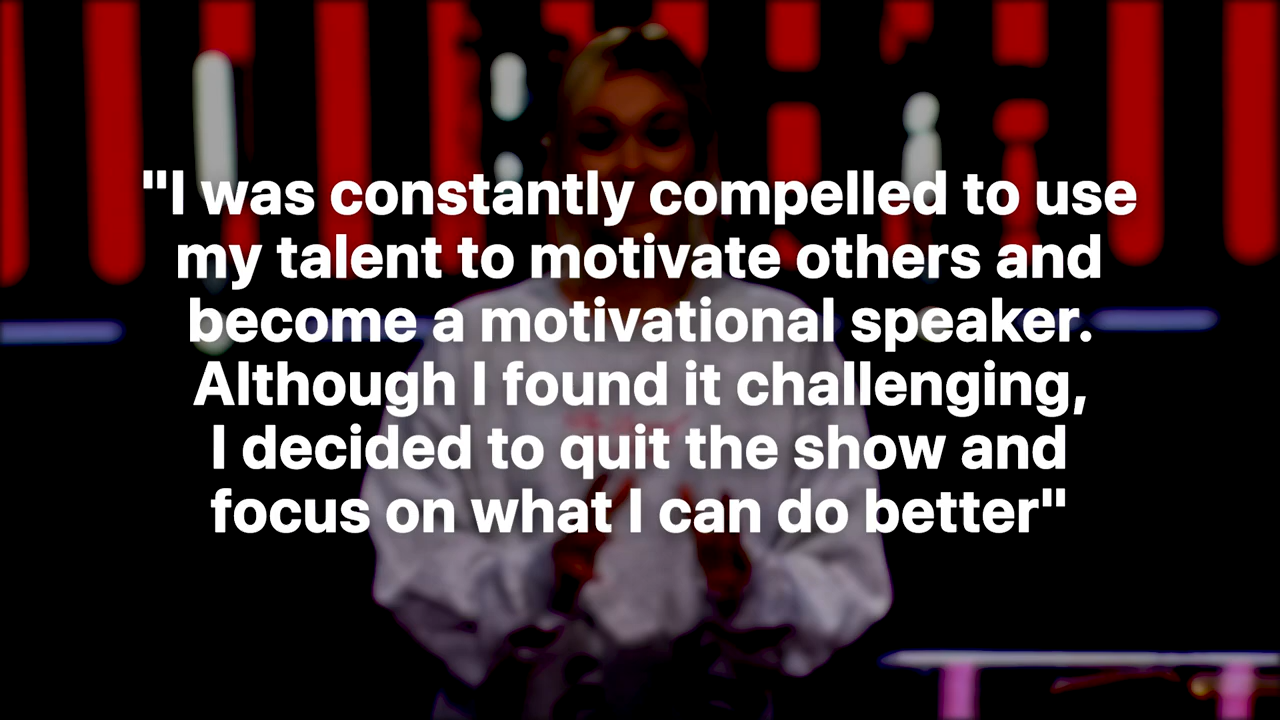 "I was constantly compelled to use
my talent to motivate others and
become a motivational speaker.
Although I found it challenging,
I decided to quit the show and
focus on what I can do better"